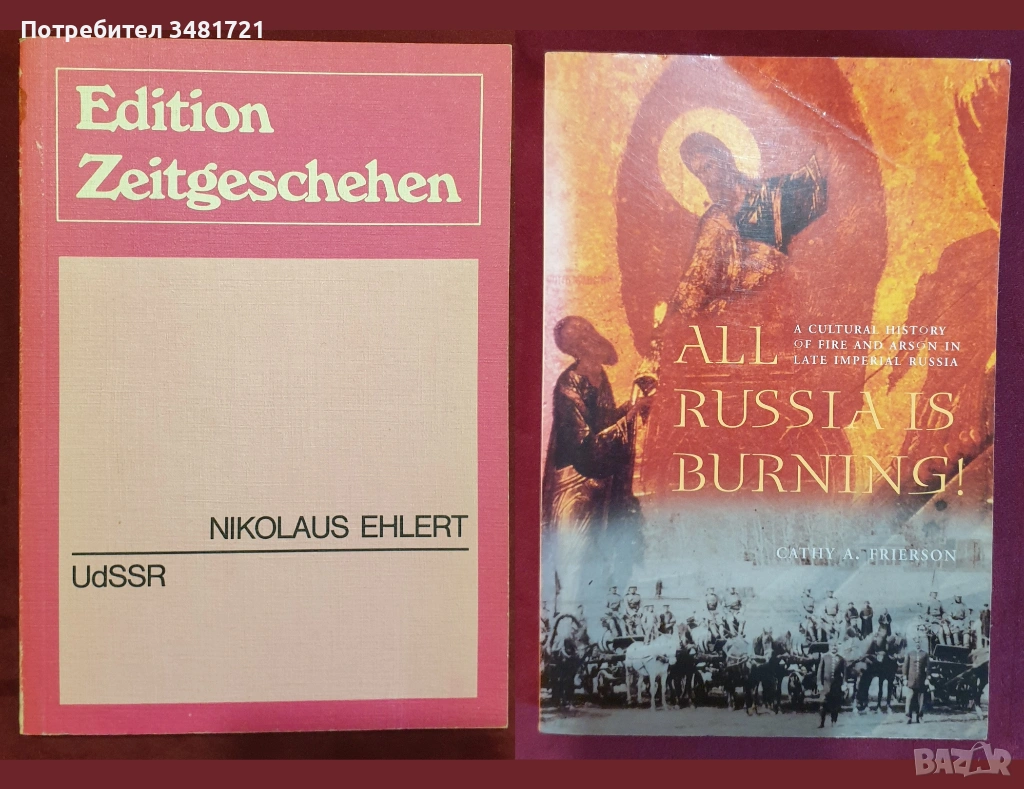 Потребител 3481721
Edition
Zeitgeschehen
NIKOLAUS EHLERT
UdSSR
A CULTURAL HISTORY
OF FIRE AND ARSON IN
LATE IMPERIAL RUSSIA
ALL
RUSSIA IS
BURNING!
CATHY A. FRIERSON
BAZAR